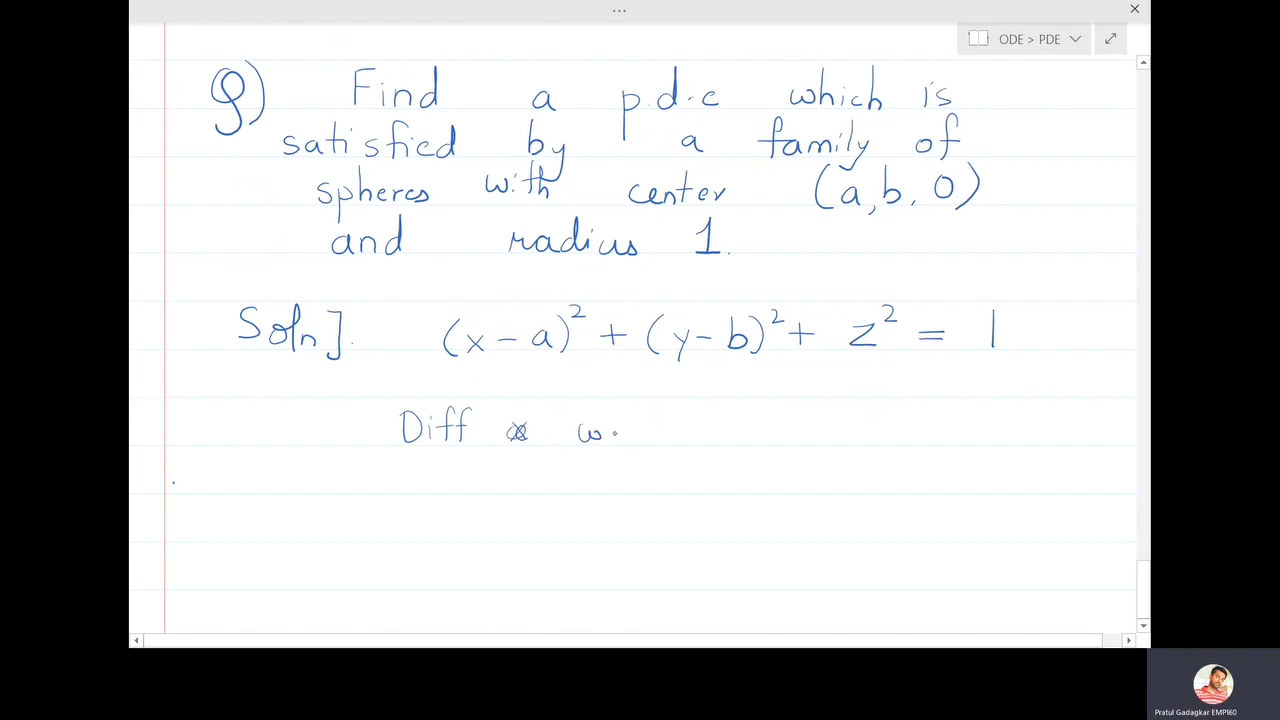 ODE > PDE
Q) Find a p.d.e which is
satisfied by a family of
spheres with center (a, b, 0)
and radius 1.
Soln]. (x - a)² + (y - b)² + z² = 1
Diff w.
Pratul Gadagkar EMP160